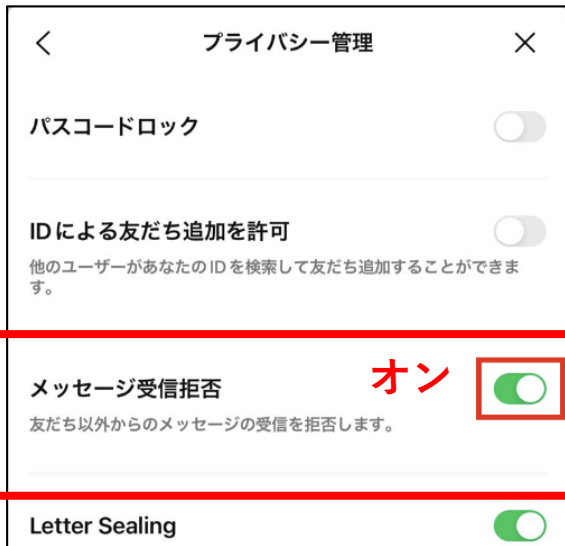 プライバシー管理
パスコードロック
IDによる友だち追加を許可
他のユーザーがあなたのIDを検索して友だち追加することができま
す。
オン
メッセージ受信拒否
友だち以外からのメッセージの受信を拒否します。
Letter Sealing